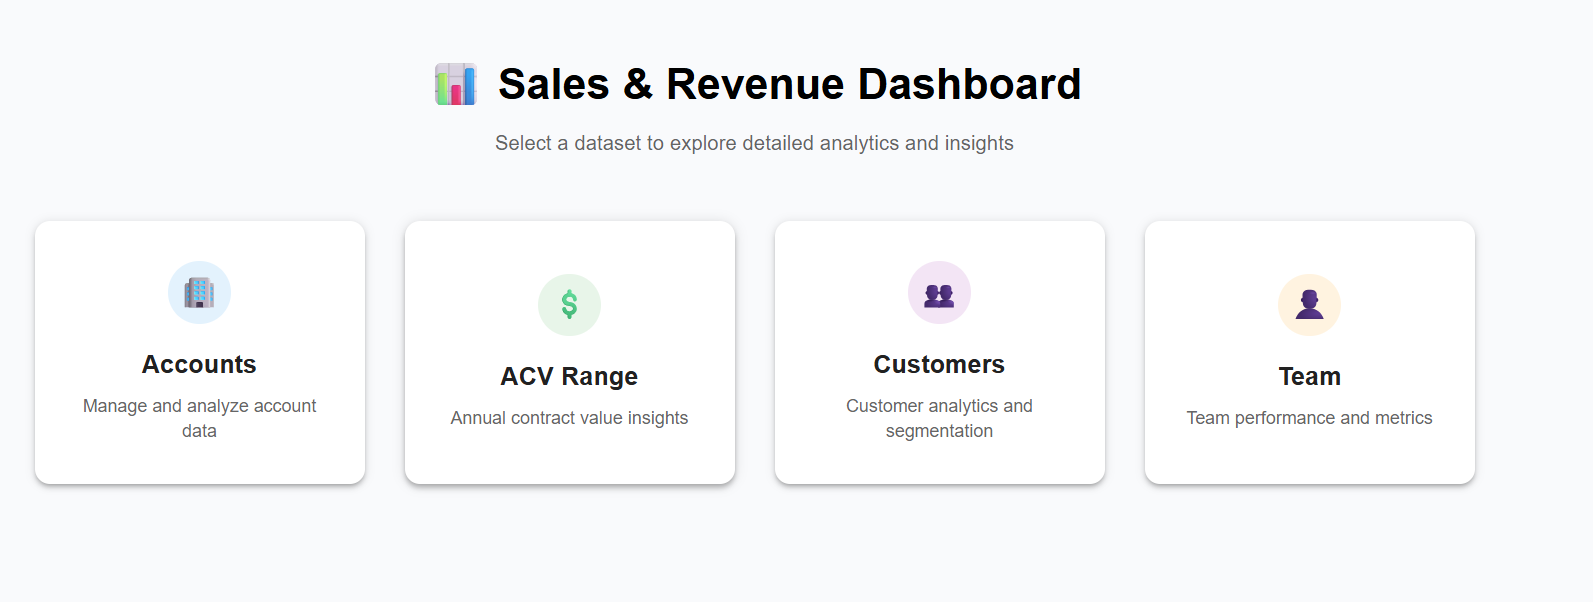 Sales & Revenue Dashboard
Select a dataset to explore detailed analytics and insights
Accounts
Manage and analyze account
data
ACV Range
Annual contract value insights
Customers
Customer analytics and
segmentation
Team
Team performance and metrics